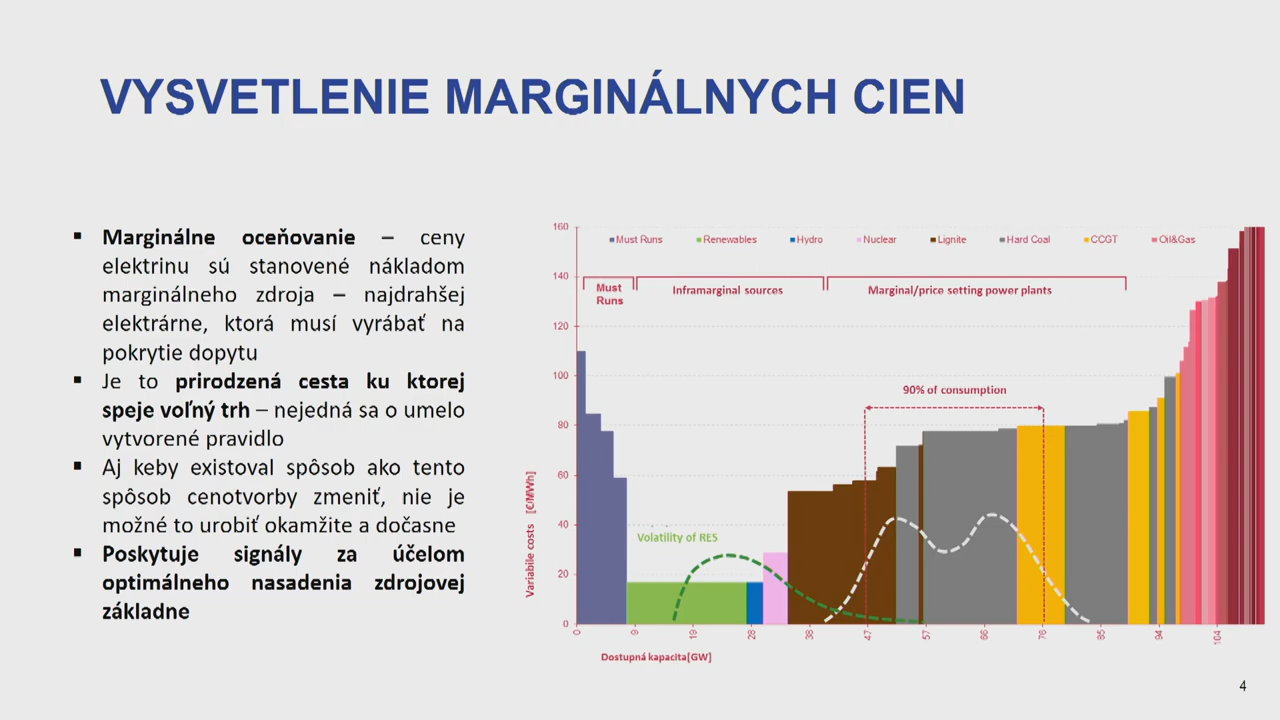 VYSVETLENIE MARGINÁLNYCH CIEN
▪ Marginálne oceňovanie – ceny
elektrinu sú stanovené nákladom
marginálneho zdroja – najdrahšej
elektrárne, ktorá musí vyrábať na
pokrytie dopytu
▪ Je to prirodzená cesta ku ktorej
speje voľný trh – nejedná sa o umelo
vytvorené pravidlo
▪ Aj keby existoval spôsob ako tento
spôsob cenotvorby zmeniť, nie je
možné to urobiť okamžite a dočasne
▪ Poskytuje signály za účelom
optimálneho nasadenia zdrojovej
základne
Must Runs Renewables Hydro Nuclear Lignite Hard Coal CCGT Oil&Gas
Must
Runs
Inframarginal sources
Marginal/price setting power plants
90% of consumption
Volatility of RES
Variabile costs [€/MWh]
160
140
120
100
80
60
40
20
0
0 9 19 28 38 47 57 66 76 85 94 104
Dostupná kapacita[GW]
4